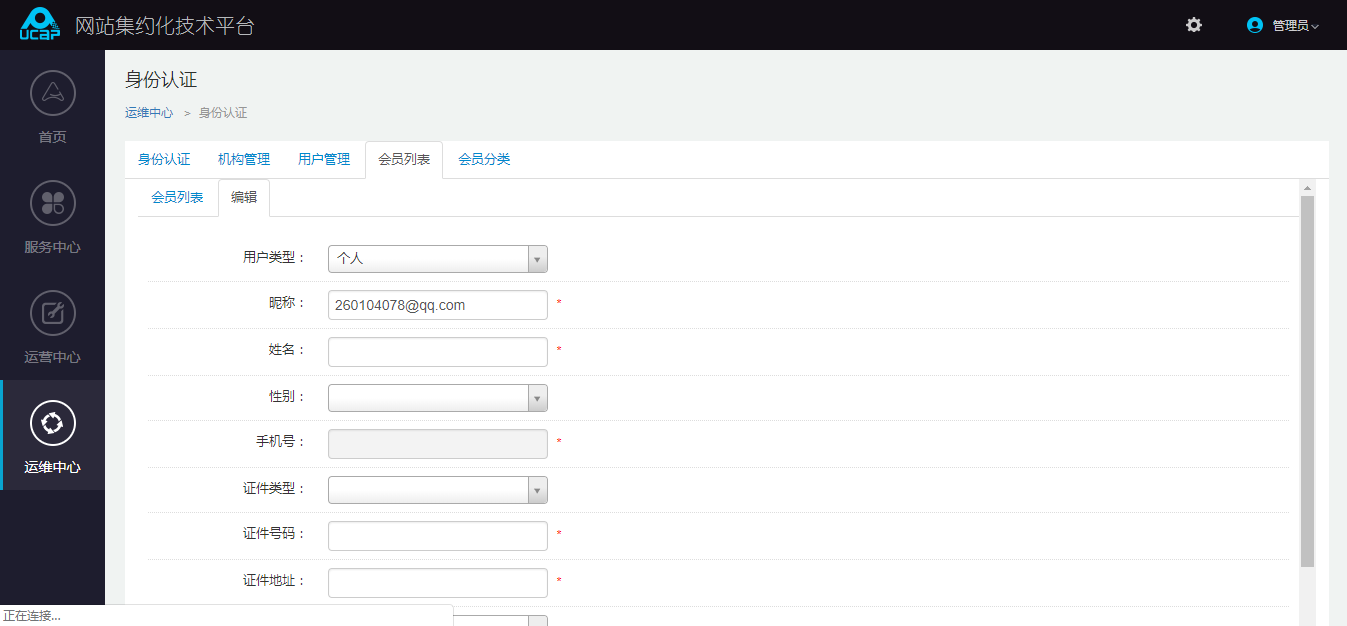 UCAP 网站集约化技术平台 管理员
首页
服务中心
运营中心
运维中心
身份认证
运维中心 > 身份认证
身份认证 机构管理 用户管理 会员列表 会员分类
会员列表 编辑
用户类型： 个人
昵称： 260104078@qq.com *
姓名： *
性别：
手机号： *
证件类型：
证件号码： *
证件地址： *
正在连接...